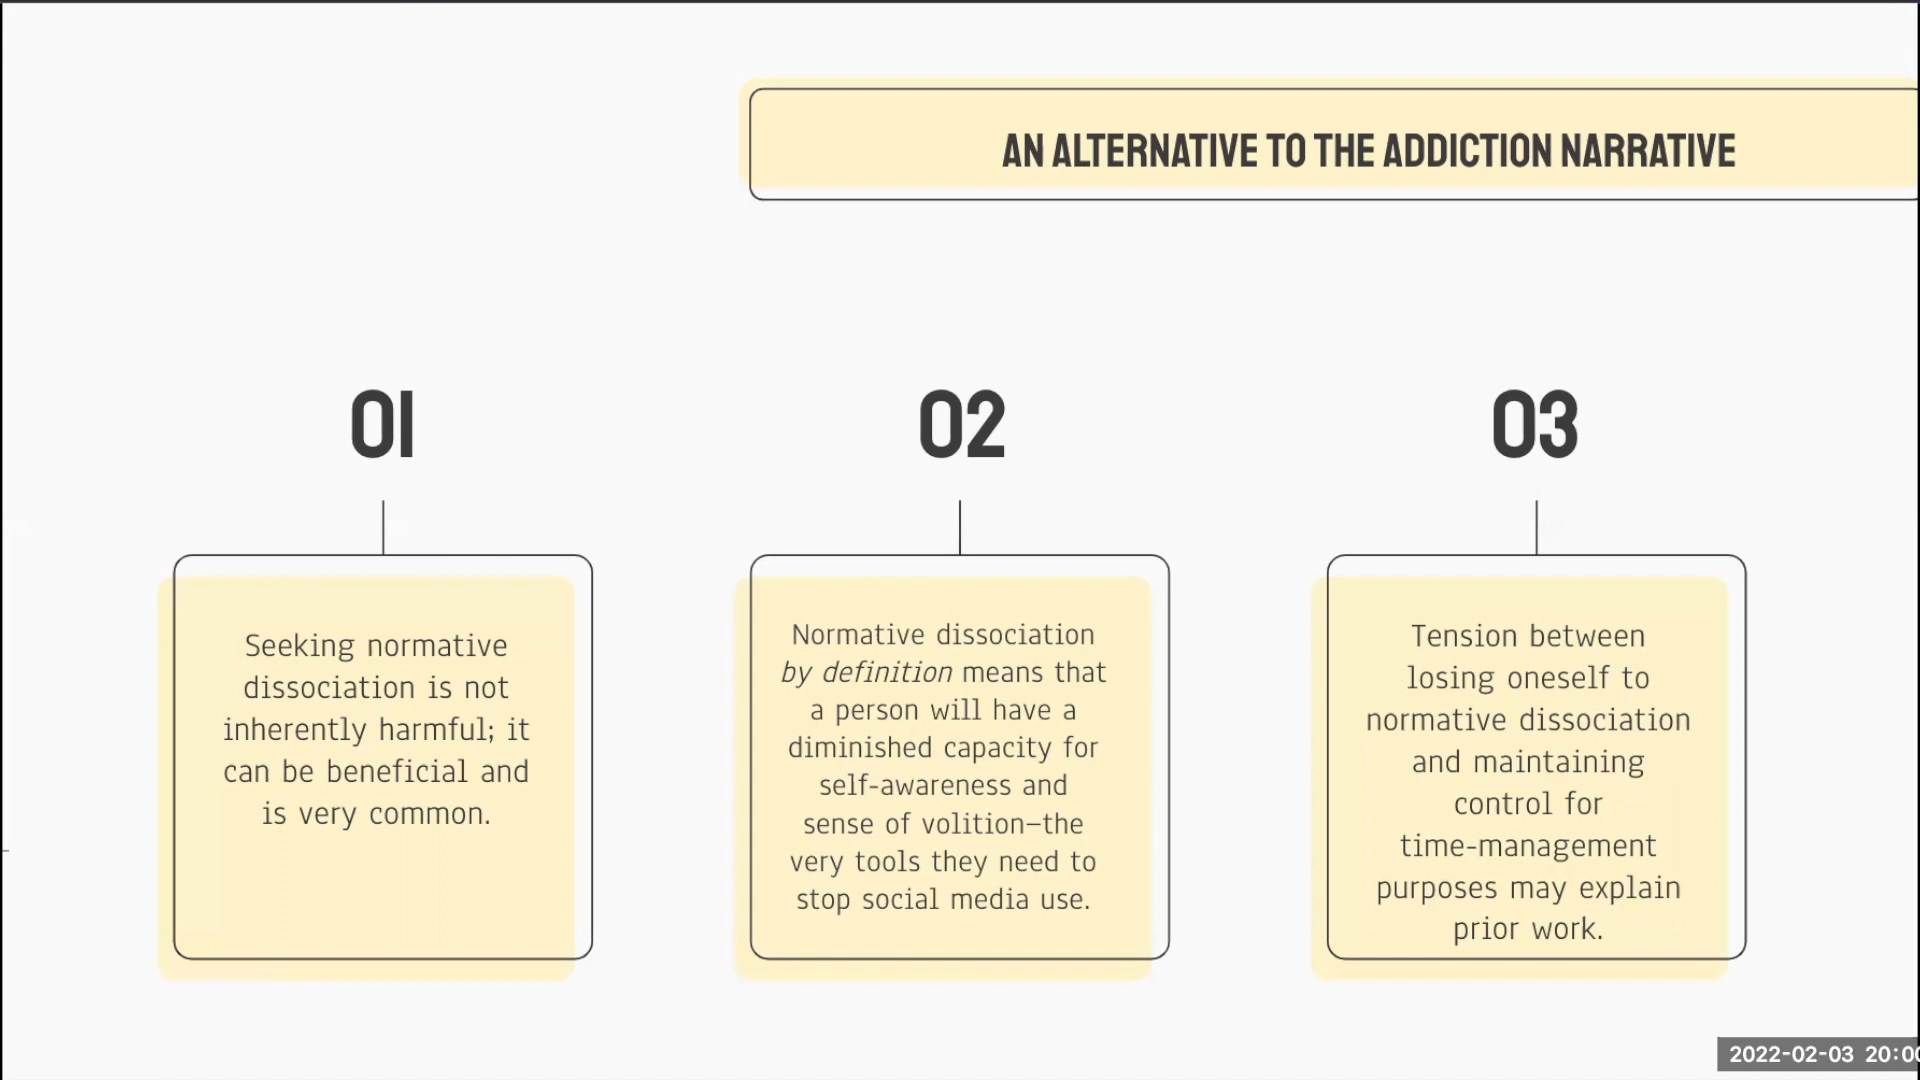 AN ALTERNATIVE TO THE ADDICTION NARRATIVE
01
Seeking normative
dissociation is not
inherently harmful; it
can be beneficial and
is very common.
02
Normative dissociation
by definition means that
a person will have a
diminished capacity for
self-awareness and
sense of volition—the
very tools they need to
stop social media use.
03
Tension between
losing oneself to
normative dissociation
and maintaining
control for
time-management
purposes may explain
prior work.
2022-02-03 20:00